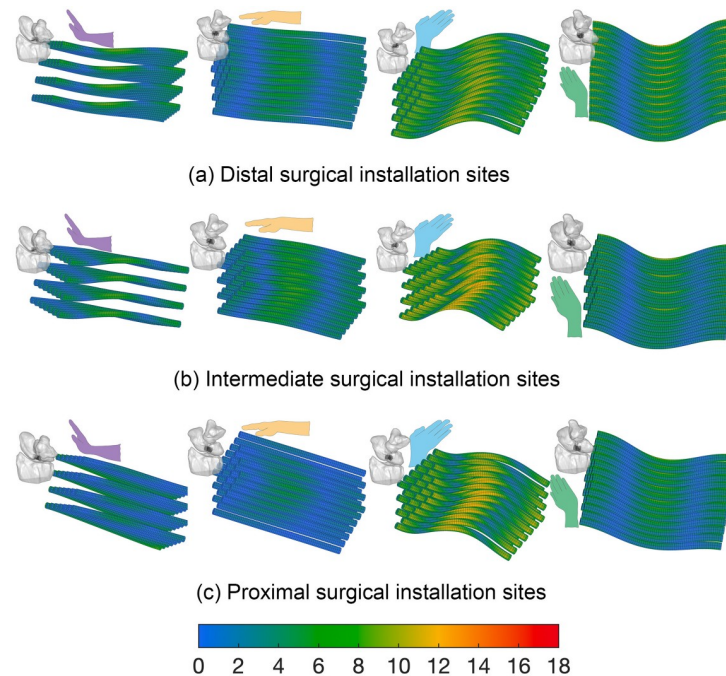 (a) Distal surgical installation sites
(b) Intermediate surgical installation sites
(c) Proximal surgical installation sites
0 2 4 6 8 10 12 14 16 18